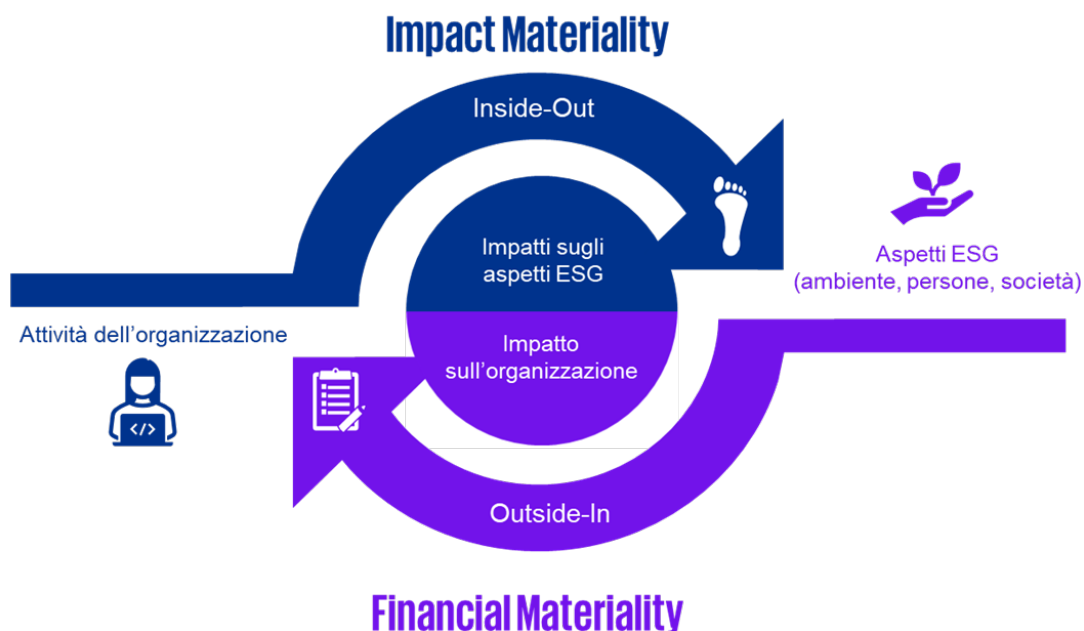 Impact Materiality
Inside-Out
Impatti sugli
aspetti ESG
Aspetti ESG
(ambiente, persone, società)
Attività dell’organizzazione
</>
Impatto
sull’organizzazione
Outside-In
Financial Materiality